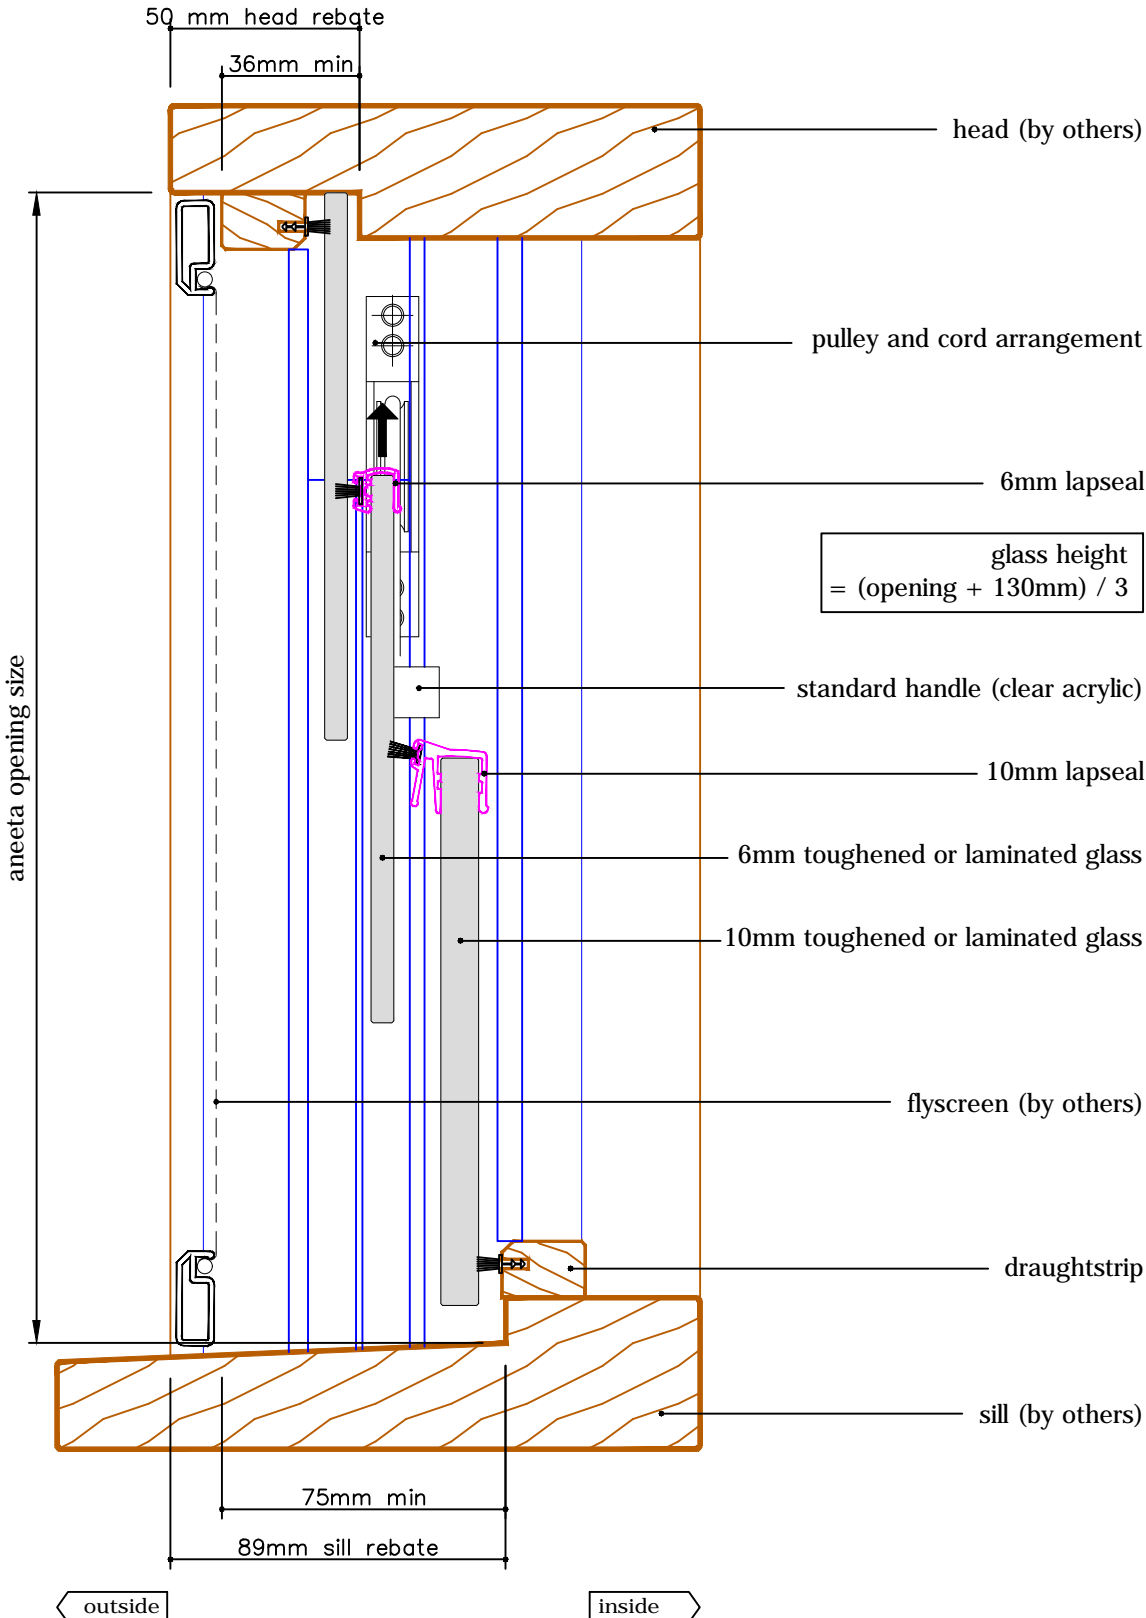 50 mm head rebate
36mm min
head (by others)
pulley and cord arrangement
6mm lapseal
glass height
= (opening + 130mm) / 3
standard handle (clear acrylic)
aneeta opening size
10mm lapseal
6mm toughened or laminated glass
10mm toughened or laminated glass
flyscreen (by others)
draughtstrip
sill (by others)
75mm min
89mm sill rebate
outside
inside